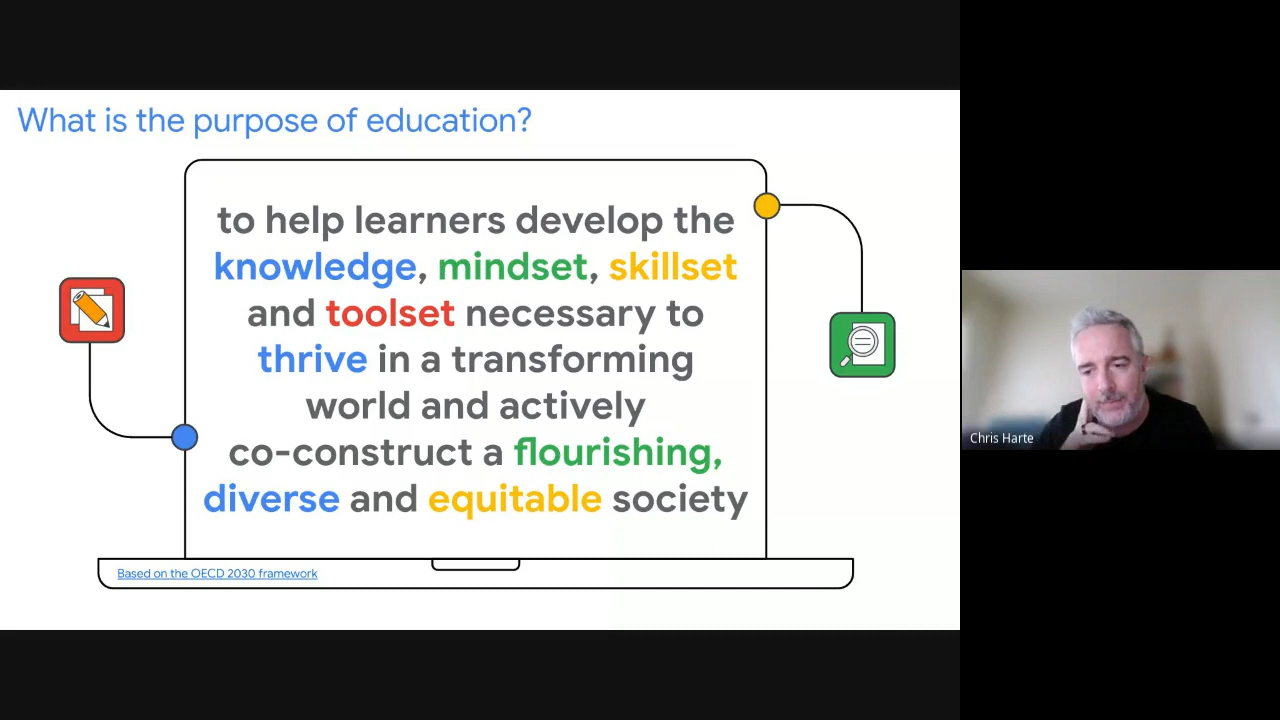 What is the purpose of education?
to help learners develop the
knowledge, mindset, skillset
and toolset necessary to
thrive in a transforming
world and actively
co-construct a flourishing,
diverse and equitable society
Based on the OECD 2030 framework
Chris Harte